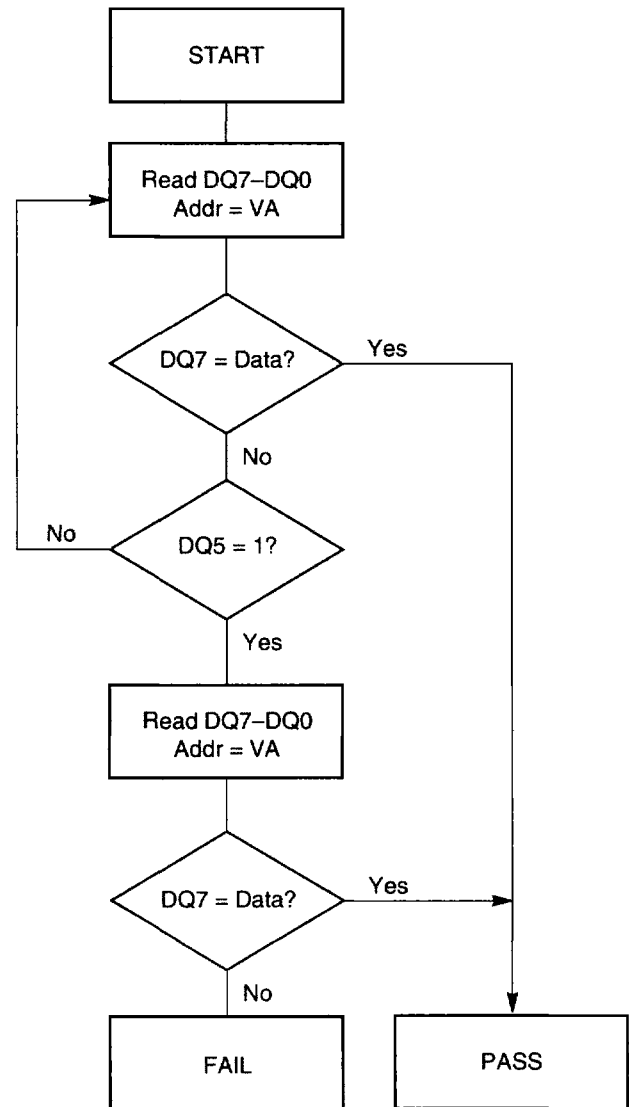 START
Read DQ7–DQ0
Addr = VA
DQ7 = Data?
Yes
No
DQ5 = 1?
No
Yes
Read DQ7–DQ0
Addr = VA
DQ7 = Data?
Yes
No
FAIL
PASS